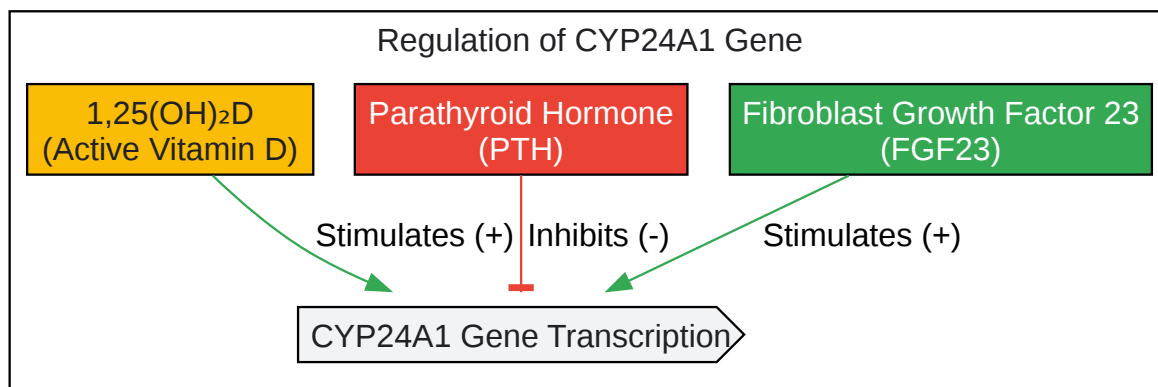 Regulation of CYP24A1 Gene
1,25(OH)₂D
(Active Vitamin D)
Parathyroid Hormone
(PTH)
Fibroblast Growth Factor 23
(FGF23)
Stimulates (+)
Inhibits (-)
Stimulates (+)
CYP24A1 Gene Transcription